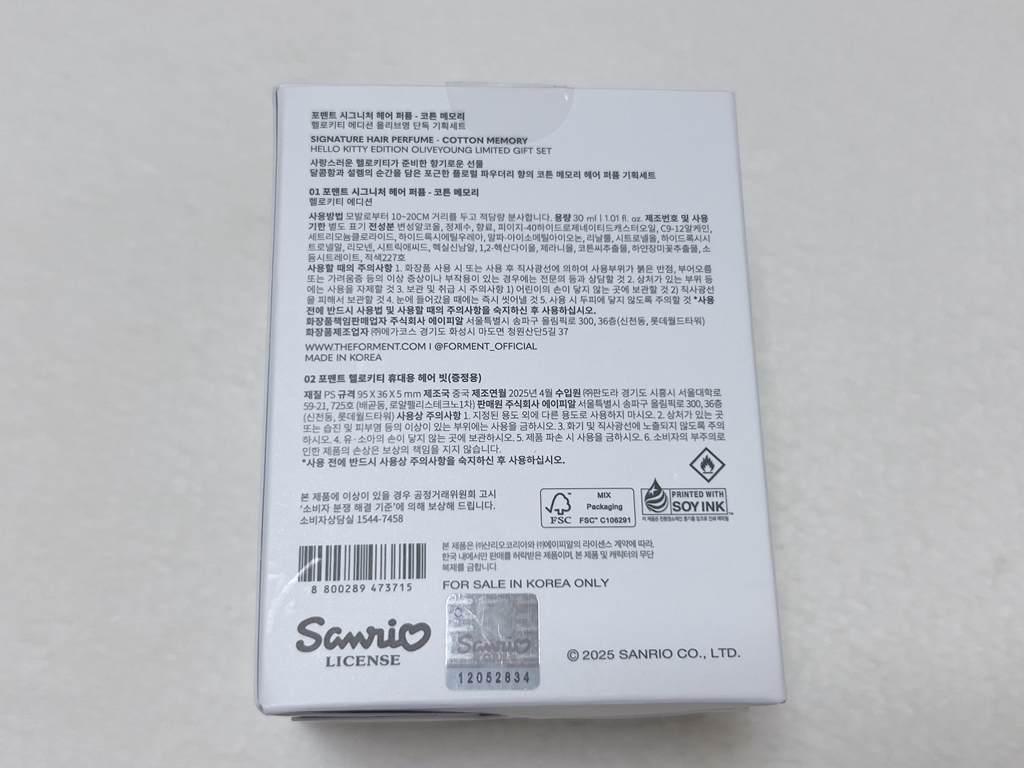 포맨트 시그니처 헤어 퍼퓸 - 코튼 메모리
헬로키티 에디션 올리브영 단독 기획세트
SIGNATURE HAIR PERFUME - COTTON MEMORY
HELLO KITTY EDITION OLIVEYOUNG LIMITED GIFT SET
사랑스러운 헬로키티가 준비한 향기로운 선물
달콤함과 설렘의 순간을 담은 포근한 플로럴 파우더리 향의 코튼 메모리 헤어 퍼퓸 기획세트
01 포맨트 시그니처 헤어 퍼퓸 - 코튼 메모리
헬로키티 에디션
사용방법 모발로부터 10~20CM 거리를 두고 적당량 분사합니다. 용량 30 ml | 1.01 fl. oz. 제조번호 및 사용
기한 별도 표기 전성분 변성알코올, 정제수, 향료, 피이지-40하이드로제네이티드캐스터오일, C9-12알케인,
세트리모늄클로라이드, 하이드록시에틸우레아, 알파-아이소메틸아이오논, 리날룰, 시트로넬올, 하이드록시시
트로넬알, 리모넨, 시트릭애씨드, 헥실신남알, 1,2-헥산다이올, 제라니올, 코튼씨추출물, 하얀장미꽃추출물, 소
듐시트레이트, 적색227호
사용할 때의 주의사항 1. 화장품 사용 시 또는 사용 후 직사광선에 의하여 사용부위가 붉은 반점, 부어오름
또는 가려움증 등의 이상 증상이나 부작용이 있는 경우에는 전문의 등과 상담할 것 2. 상처가 있는 부위 등
에는 사용을 자제할 것 3. 보관 및 취급 시 주의사항 1) 어린이의 손이 닿지 않는 곳에 보관할 것 2) 직사광선
을 피해서 보관할 것 4. 눈에 들어갔을 때에는 즉시 씻어낼 것 5. 사용 시 두피에 닿지 않도록 주의할 것 *사용
전에 반드시 사용법 및 사용할 때의 주의사항을 숙지하신 후 사용하십시오.
화장품책임판매업자 주식회사 에이피알 서울특별시 송파구 올림픽로 300, 36층(신천동, 롯데월드타워)
화장품제조업자 ㈜메가코스 경기도 화성시 마도면 청원산단5길 37
WWW.THEFORMENT.COM | @FORMENT_OFFICIAL
MADE IN KOREA
02 포맨트 헬로키티 휴대용 헤어 빗(증정용)
재질 PS 규격 95 X 36 X 5 mm 제조국 중국 제조연월 2025년 4월 수입원 ㈜판도라 경기도 시흥시 서울대학로
59-21, 725호 (배곧동, 로얄팰리스테크노1차) 판매원 주식회사 에이피알 서울특별시 송파구 올림픽로 300, 36층
(신천동, 롯데월드타워) 사용상 주의사항 1. 지정된 용도 외에 다른 용도로 사용하지 마시오. 2. 상처가 있는 곳
또는 습진 및 피부염 등의 이상이 있는 부위에는 사용을 금하시오. 3. 화기 및 직사광선에 노출되지 않도록 주의
하시오. 4. 유·소아의 손이 닿지 않는 곳에 보관하시오. 5. 제품 파손 시 사용을 금하시오. 6. 소비자의 부주의로
인한 제품의 손상은 보상의 책임을 지지 않습니다.
*사용 전에 반드시 사용상 주의사항을 숙지하신 후 사용하십시오.
본 제품에 이상이 있을 경우 공정거래위원회 고시
'소비자 분쟁 해결 기준'에 의해 보상해 드립니다.
소비자상담실 1544-7458
FSC
MIX
Packaging
FSC™ C106291
PRINTED WITH
SOY INK™
본 제품은 ㈜산리오코리아와 ㈜에이피알의 라이센스 계약에 따라,
한국 내에서만 판매를 허락받은 제품이며, 본 제품 및 캐릭터의 무단
복제를 금합니다.
FOR SALE IN KOREA ONLY
8 800289 473715
Sanrio
LICENSE
Sanrio
12052834
© 2025 SANRIO CO., LTD.